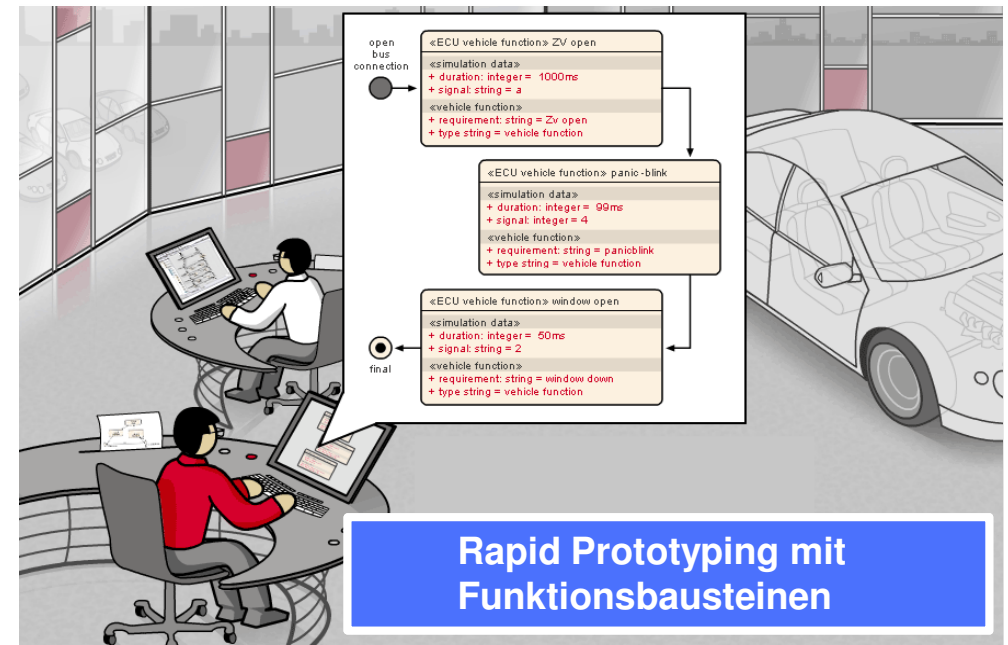 open
bus
connection
«ECU vehicle function» ZV open
«simulation data»
+ duration: integer = 1000ms
+ signal: string = a
«vehicle function»
+ requirement: string = Zv open
+ type string = vehicle function
«ECU vehicle function» panic -blink
«simulation data»
+ duration: integer = 99ms
+ signal: integer = 4
«vehicle function»
+ requirement: string = panicblink
+ type string = vehicle function
«ECU vehicle function» window open
«simulation data»
+ duration: integer = 50ms
+ signal: string = 2
«vehicle function»
+ requirement: string = window down
+ type string = vehicle function
final
Rapid Prototyping mit
Funktionsbausteinen